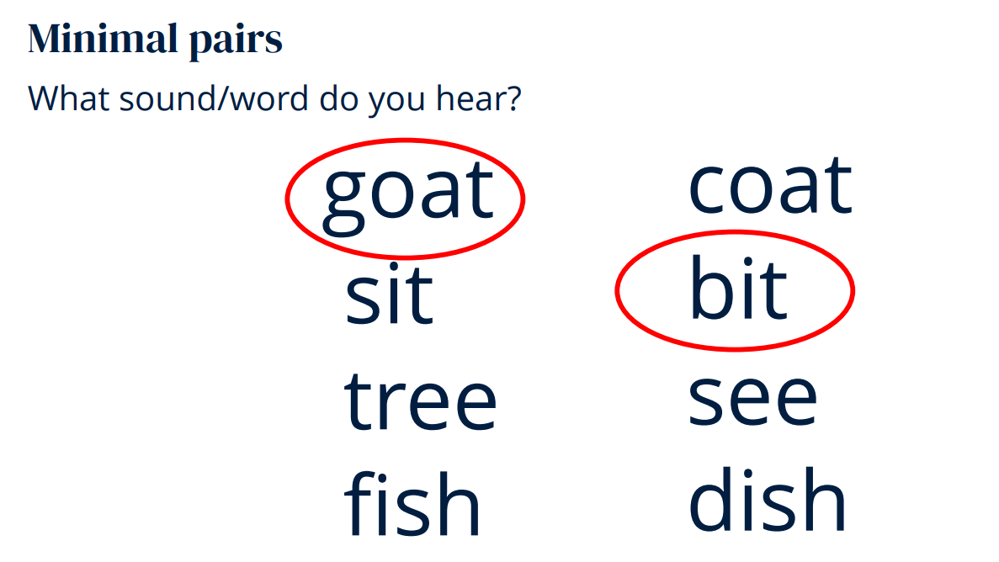 Minimal pairs
What sound/word do you hear?
goat coat
sit bit
tree see
fish dish